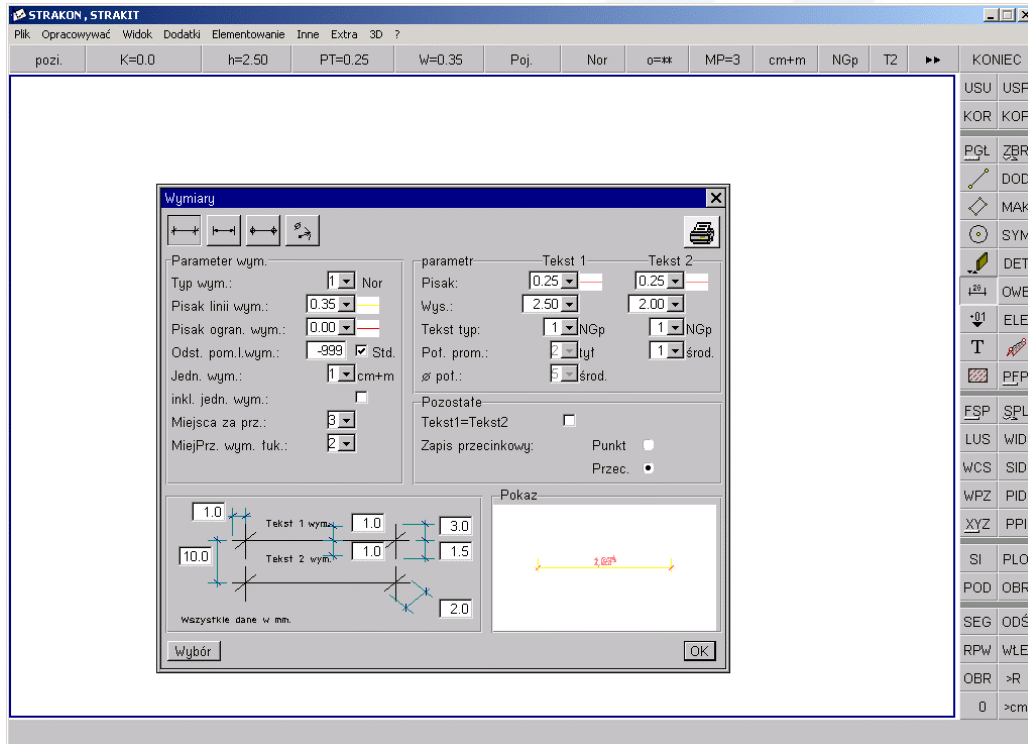 STRAKON , STRAKIT
Plik Opracowywać Widok Dodatki Elementowanie Inne Extra 3D ?
pozi. K=0.0 h=2.50 PT=0.25 W=0.35 Poj. Nor o=** MP=3 cm+m NGp T2 KONIEC
USU USP
KOR KOP
PGŁ ZBR
DOD
MAK
SYM
DET
20 OWE
+01 ELE
T
PFP
FSP SPL
LUS WID
WCS SID
WPZ PID
XYZ PPI
SI PLO
POD OBR
SEG ODŚ
RPW WŁE
OBR >R
0 >cm
Wymiary
Parameter wym.
Typ wym.: 1 Nor
Pisak linii wym.: 0.35
Pisak ogran. wym.: 0.00
Odst. pom.l.wym.: -999 Std.
Jedn. wym.: 1 cm+m
inkl. jedn. wym.:
Miejsca za prz.: 3
MiejPrz. wym. łuk.: 2
parametr Tekst 1 Tekst 2
Pisak: 0.25 0.25
Wys.: 2.50 2.00
Tekst typ: 1 NGp 1 NGp
Poł. prom.: 2 tył 1 środ.
ø poł.: 5 środ.
Pozostałe
Tekst1=Tekst2
Zapis przecinkowy: Punkt
Przec.
1.0
Tekst 1 wym. 1.0 3.0
10.0 Tekst 2 wym. 1.0 1.5
2.0
Wszystkie dane w mm.
Pokaz
Wybór OK